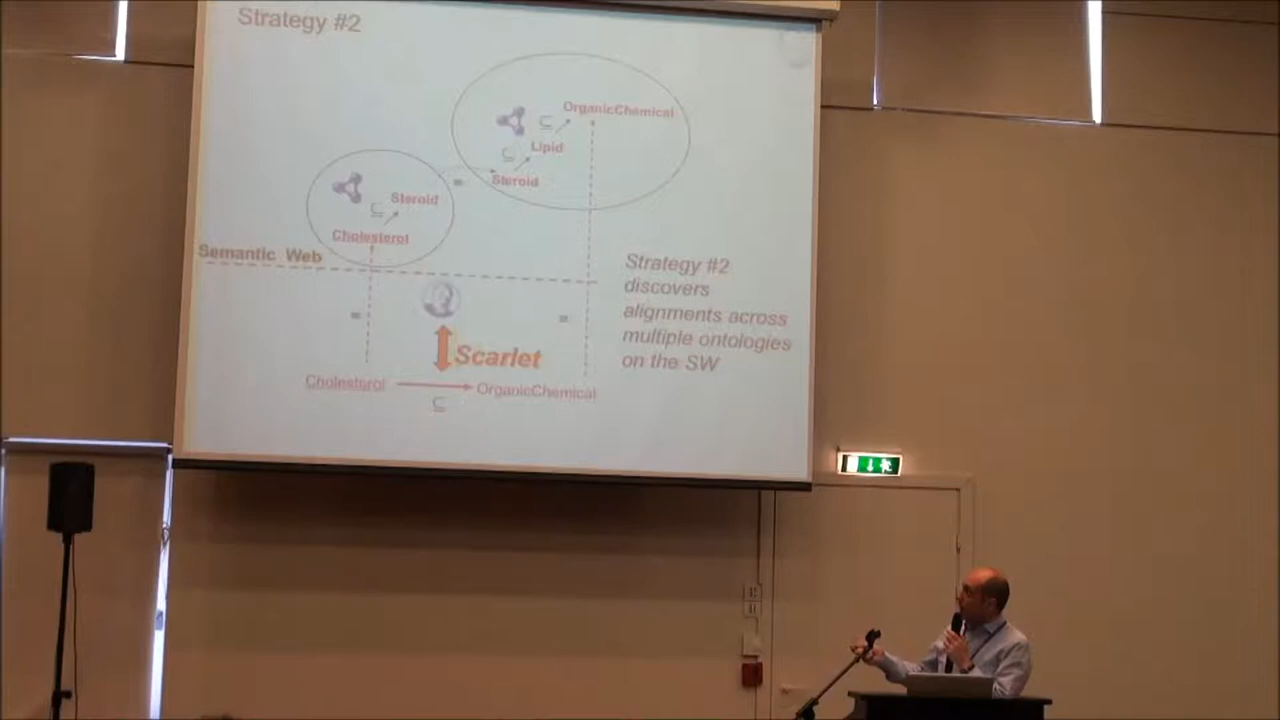 Strategy #2
OrganicChemical
⊆
Lipid
⊆
Steroid
=
Steroid
⊆
Cholesterol
Semantic Web
Strategy #2
discovers
alignments across
multiple ontologies
on the SW
=
=
Scarlet
Cholesterol
OrganicChemical
⊆